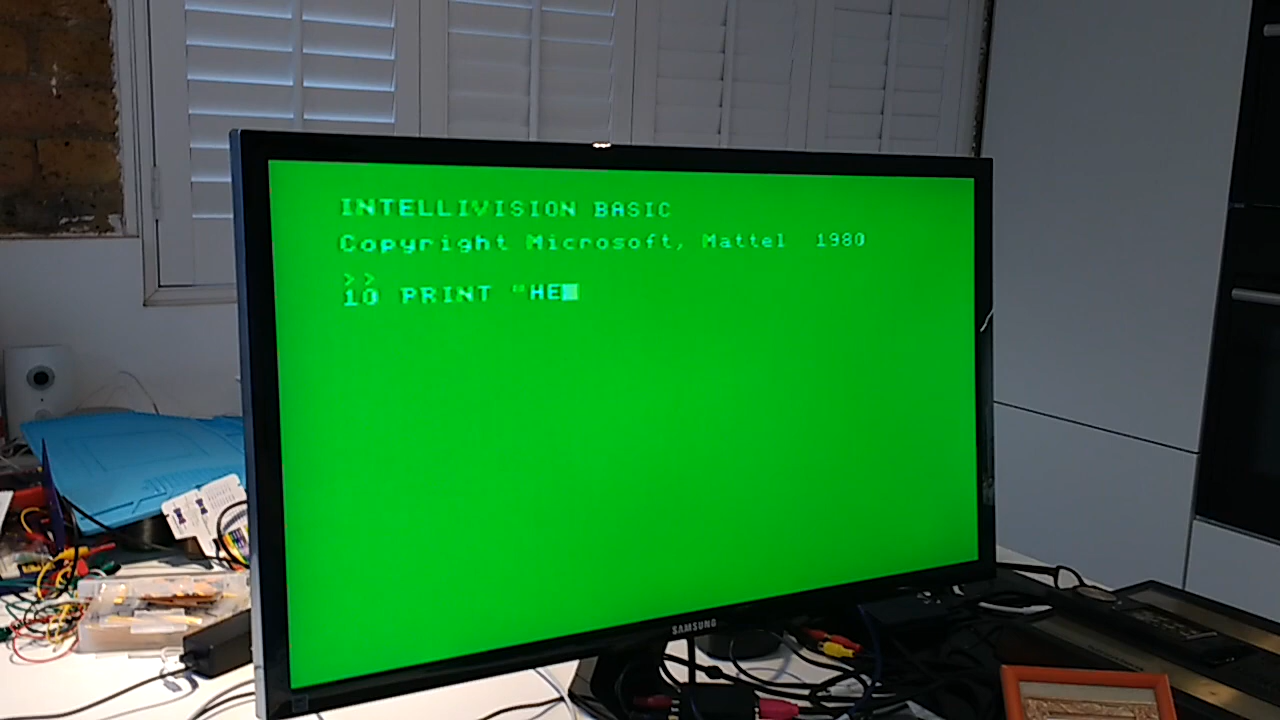 INTELLIVISION BASIC
Copyright Microsoft, Mattel  1980
>>
10 PRINT "HE
SAMSUNG